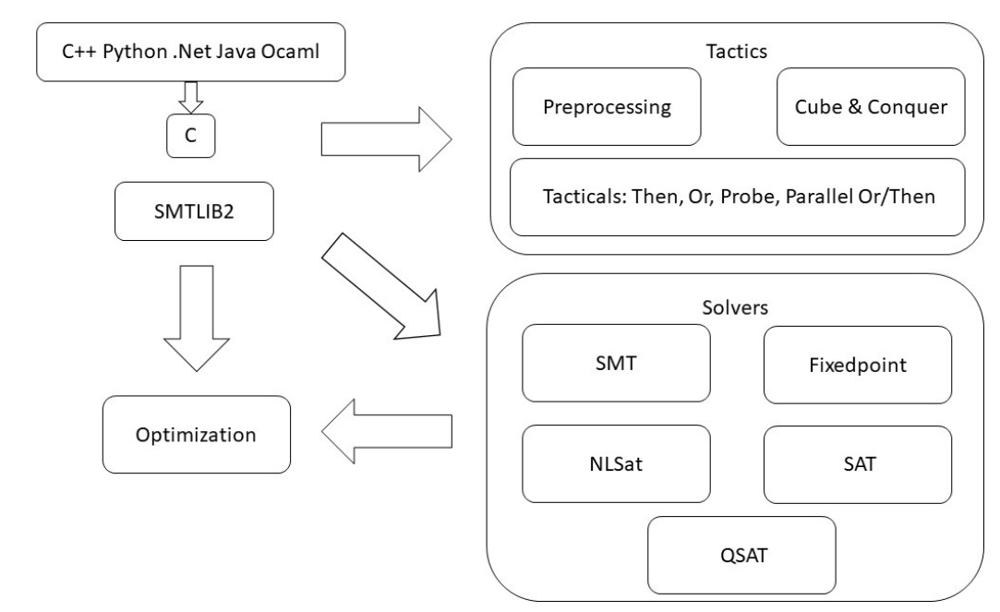 C++ Python .Net Java Ocaml
C
SMTLIB2
Optimization
Tactics
Preprocessing
Cube & Conquer
Tacticals: Then, Or, Probe, Parallel Or/Then
Solvers
SMT
Fixedpoint
NLSat
SAT
QSAT